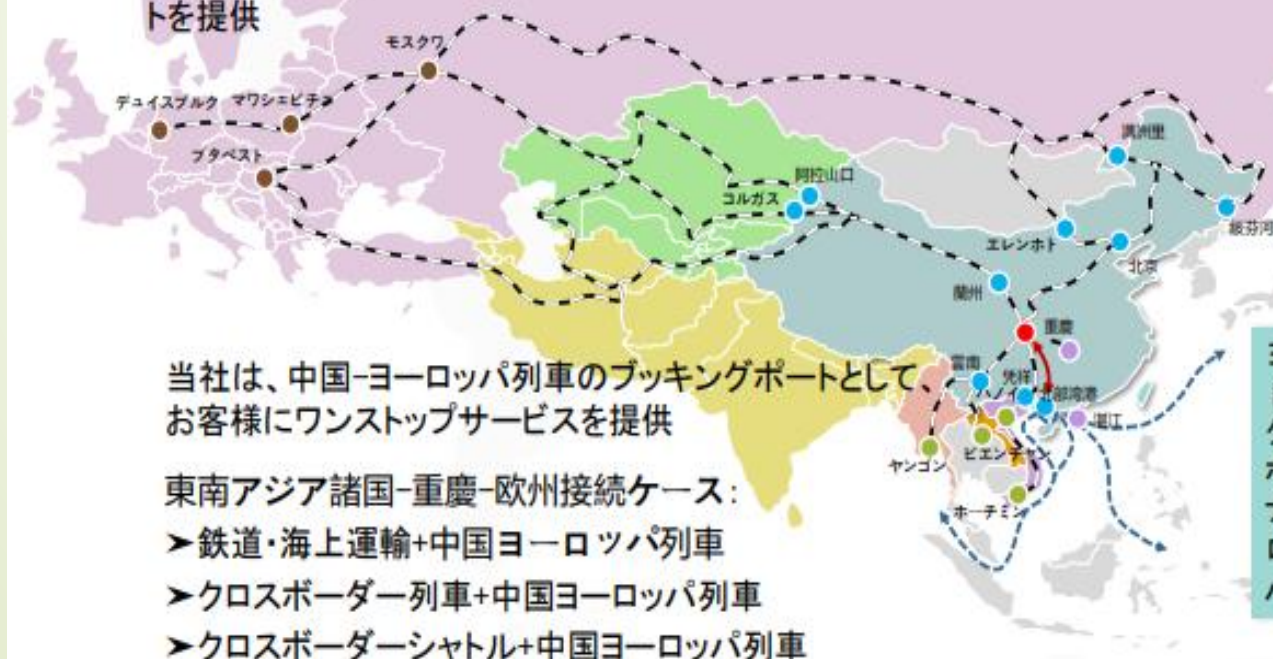 トを提供
モスクワ
デュイスブルク
マワシェビチェ
ブタペスト
満洲里
阿拉山口
コルガス
綏芬河
エレンホト
北京
蘭州
重慶
雲南
凭祥
ハノイ
北部湾港
湛江
ヤンゴン
ビエンチャン
ホーチミン
当社は、中国-ヨーロッパ列車のブッキングポートとして
お客様にワンストップサービスを提供
東南アジア諸国-重慶-欧州接続ケース:
➤鉄道・海上運輸+中国ヨーロッパ列車
➤クロスボーダー列車+中国ヨーロッパ列車
➤クロスボーダーシャトル+中国ヨーロッパ列車